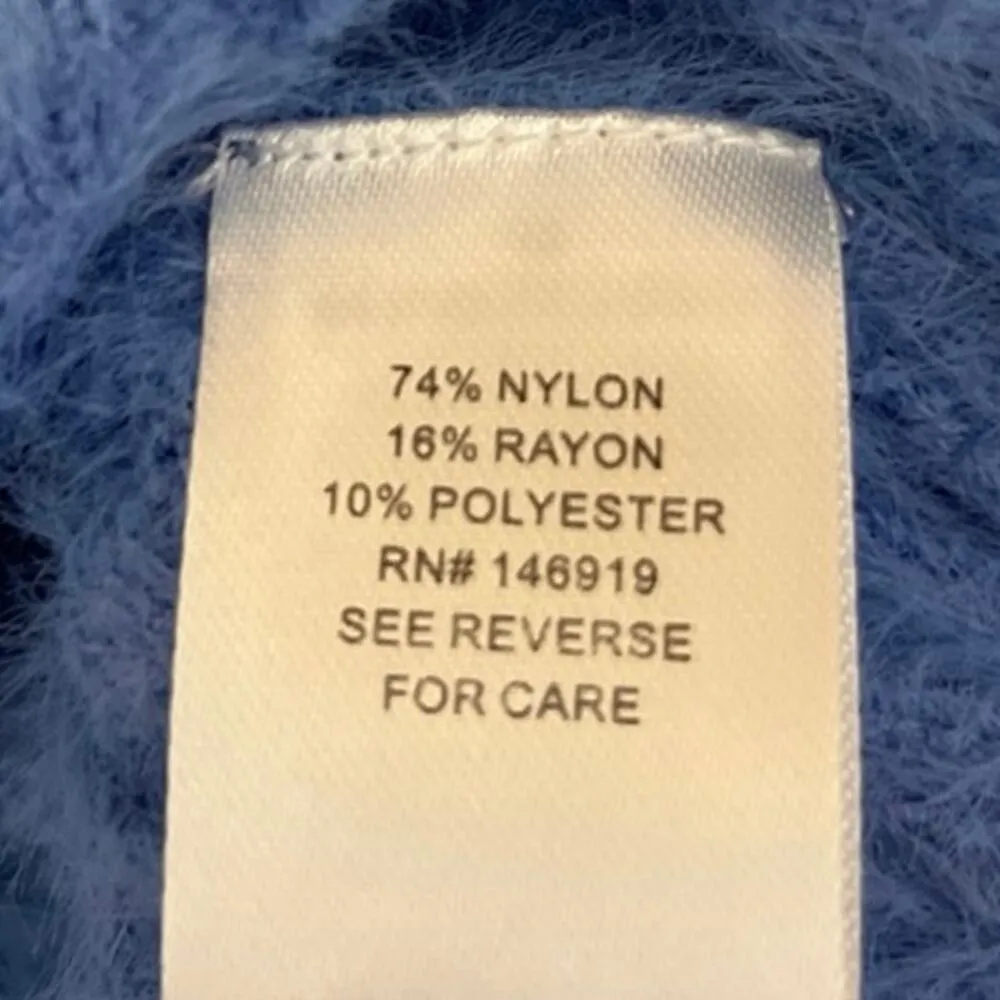 74% NYLON
16% RAYON
10% POLYESTER
RN# 146919
SEE REVERSE
FOR CARE